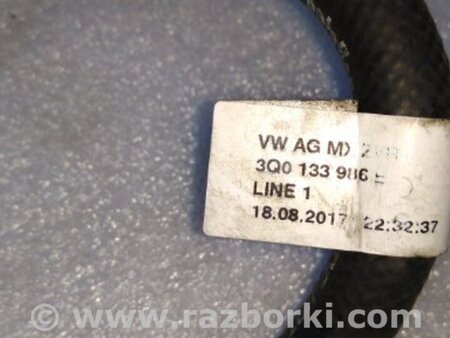 VW AG MX
3Q0 133 986
LINE 1
18.08.2017 22:32:37
www.razborki.com